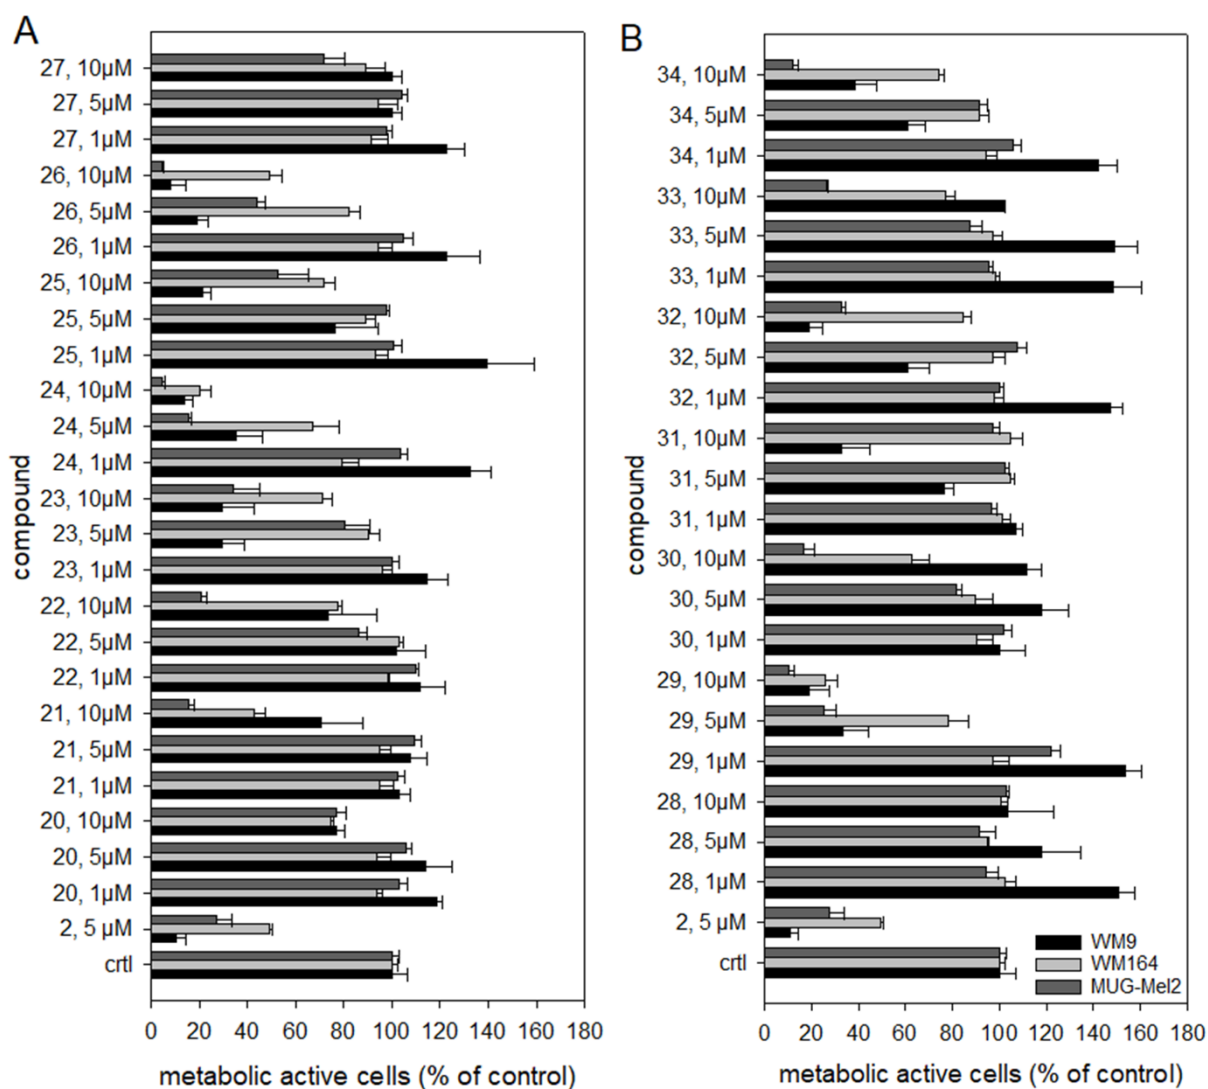 A
27, 10µM
27, 5µM
27, 1µM
26, 10µM
26, 5µM
26, 1µM
25, 10µM
25, 5µM
25, 1µM
24, 10µM
24, 5µM
24, 1µM
23, 10µM
23, 5µM
23, 1µM
22, 10µM
22, 5µM
22, 1µM
21, 10µM
21, 5µM
21, 1µM
20, 10µM
20, 5µM
20, 1µM
2, 5 µM
crtl
compound
0 20 40 60 80 100 120 140 160 180
metabolic active cells (% of control)
B
34, 10µM
34, 5µM
34, 1µM
33, 10µM
33, 5µM
33, 1µM
32, 10µM
32, 5µM
32, 1µM
31, 10µM
31, 5µM
31, 1µM
30, 10µM
30, 5µM
30, 1µM
29, 10µM
29, 5µM
29, 1µM
28, 10µM
28, 5µM
28, 1µM
2, 5 µM
crtl
compound
WM9
WM164
MUG-Mel2
0 20 40 60 80 100 120 140 160 180
metabolic active cells (% of control)